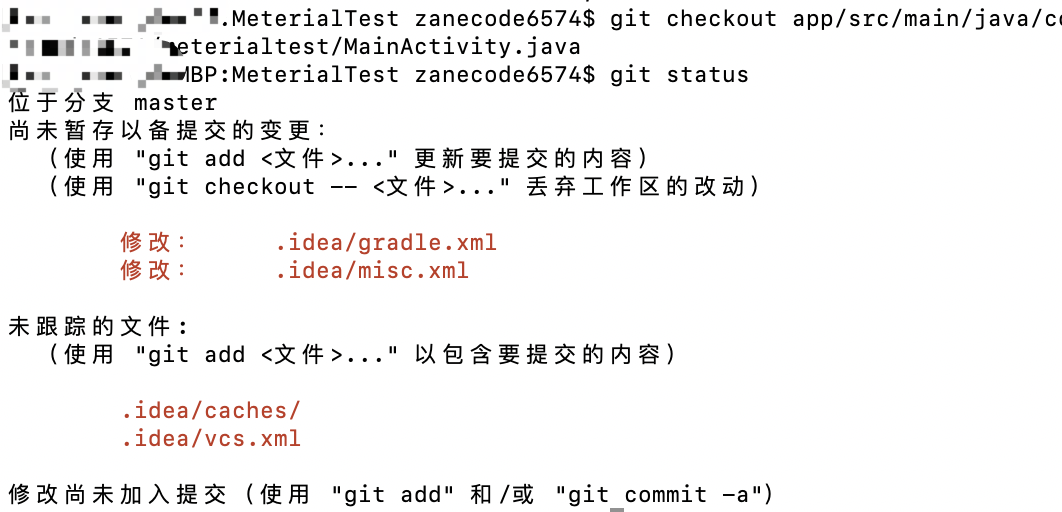 .MeterialTest zanecode6574$ git checkout app/src/main/java/c
eterialtest/MainActivity.java
MBP:MeterialTest zanecode6574$ git status
位于分支 master
尚未暂存以备提交的变更：
（使用 "git add <文件>..." 更新要提交的内容）
（使用 "git checkout -- <文件>..." 丢弃工作区的改动）
修改： .idea/gradle.xml
修改： .idea/misc.xml
未跟踪的文件:
（使用 "git add <文件>..." 以包含要提交的内容）
.idea/caches/
.idea/vcs.xml
修改尚未加入提交（使用 "git add" 和/或 "git commit -a"）